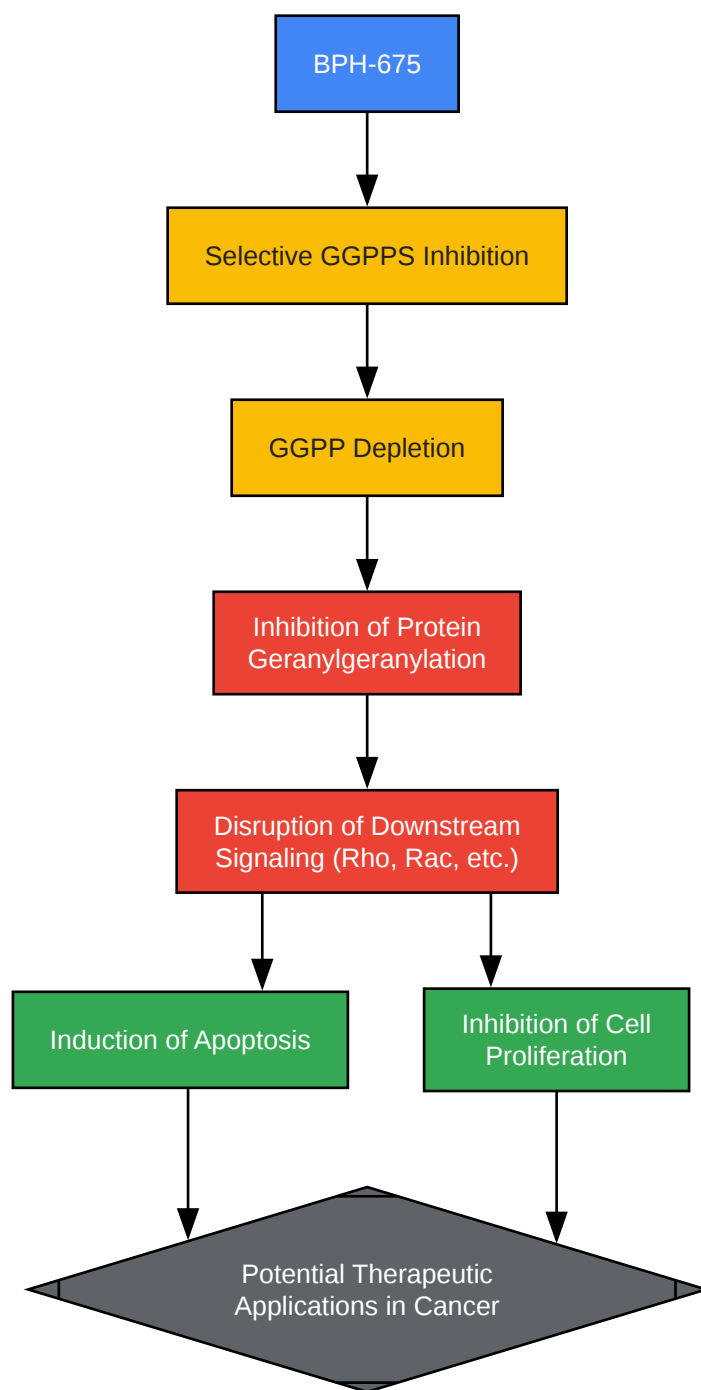 BPH-675
Selective GGPPS Inhibition
GGPP Depletion
Inhibition of Protein
Geranylgeranylation
Disruption of Downstream
Signaling (Rho, Rac, etc.)
Induction of Apoptosis
Inhibition of Cell
Proliferation
Potential Therapeutic
Applications in Cancer